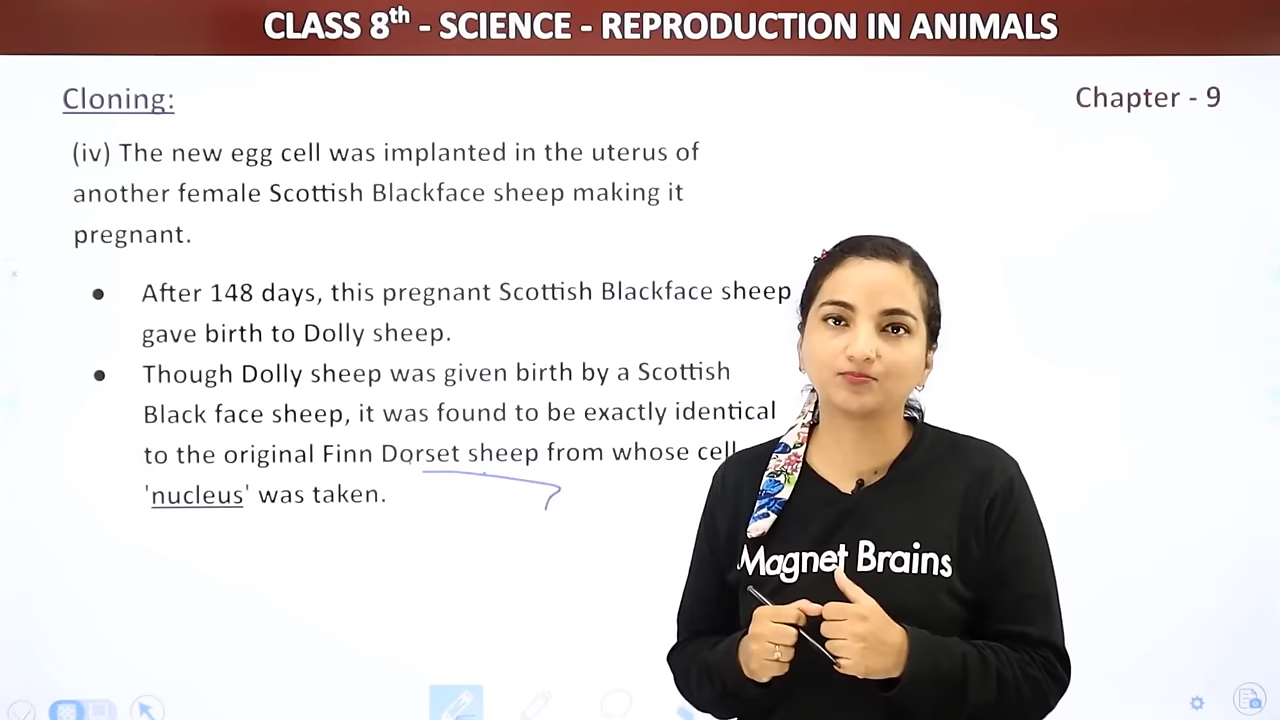 CLASS 8th - SCIENCE - REPRODUCTION IN ANIMALS
Cloning:
Chapter - 9
(iv) The new egg cell was implanted in the uterus of
another female Scottish Blackface sheep making it
pregnant.
● After 148 days, this pregnant Scottish Blackface sheep
gave birth to Dolly sheep.
● Though Dolly sheep was given birth by a Scottish
Black face sheep, it was found to be exactly identical
to the original Finn Dorset sheep from whose cell
'nucleus' was taken.
Magnet Brains